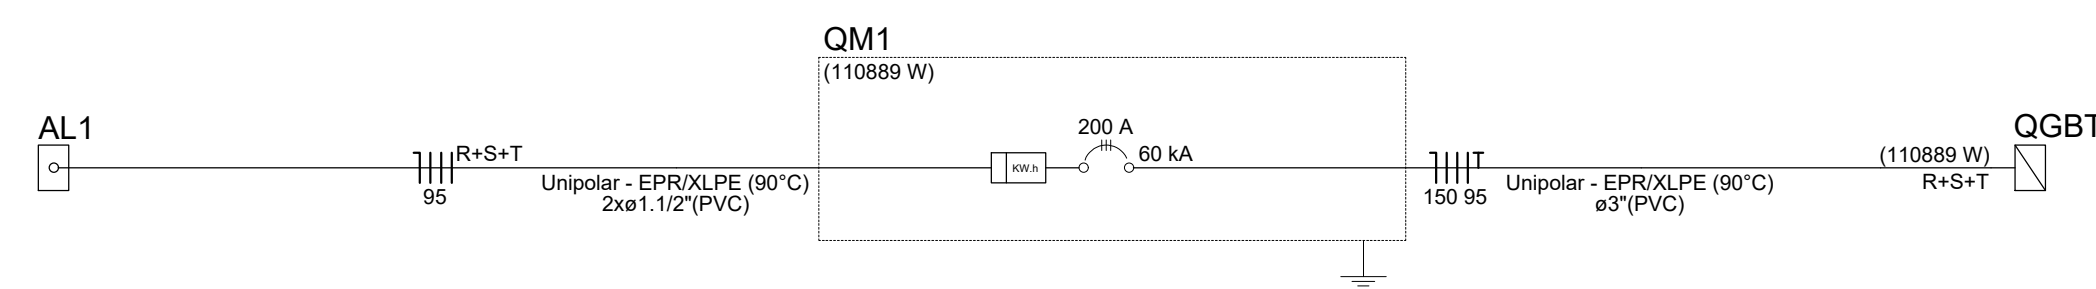 QM1
(110889 W)
AL1
R+S+T
95
Unipolar - EPR/XLPE (90°C)
2xø1.1/2"(PVC)
KW.h
200 A
60 kA
150 95
Unipolar - EPR/XLPE (90°C)
ø3"(PVC)
(110889 W)
R+S+T
QGBT